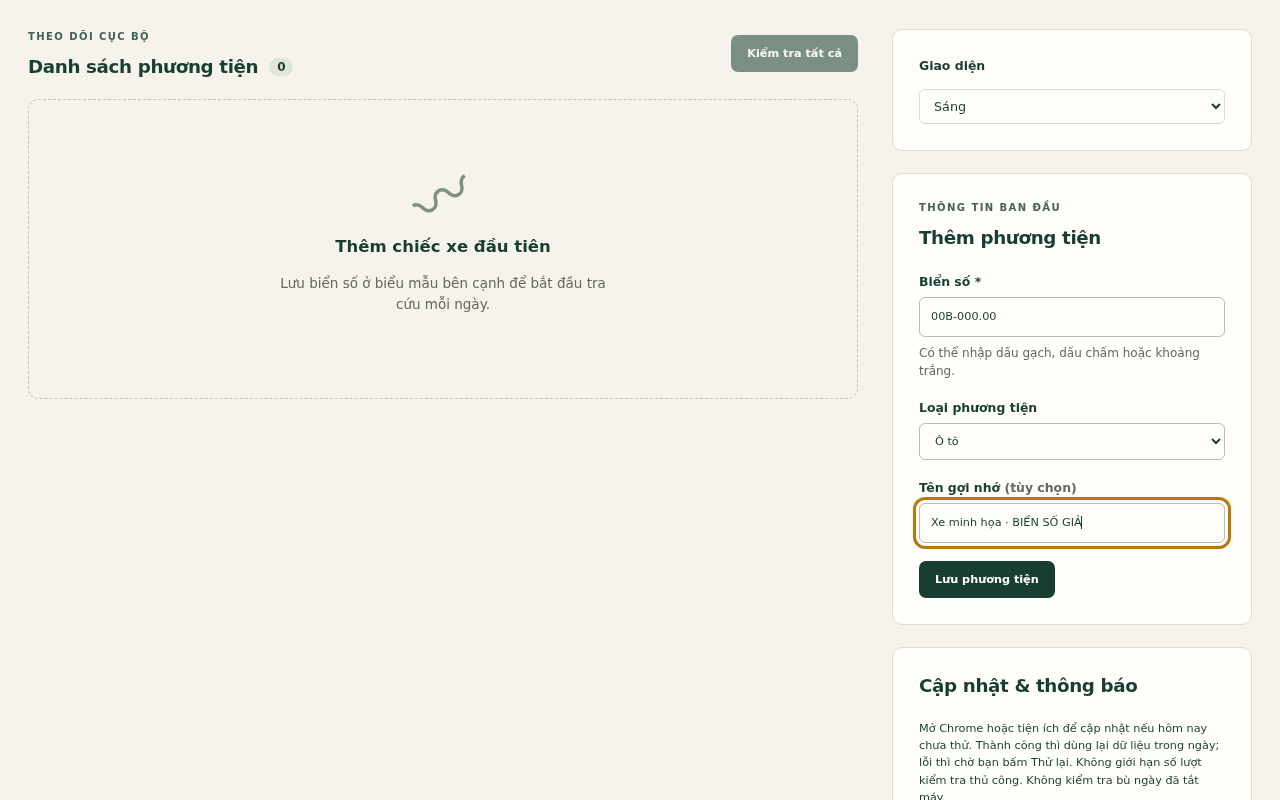 THEO DÕI CỤC BỘ
Danh sách phương tiện 0
Kiểm tra tất cả
Thêm chiếc xe đầu tiên
Lưu biển số ở biểu mẫu bên cạnh để bắt đầu tra
cứu mỗi ngày.
Giao diện
Sáng
THÔNG TIN BAN ĐẦU
Thêm phương tiện
Biển số *
00B-000.00
Có thể nhập dấu gạch, dấu chấm hoặc khoảng
trắng.
Loại phương tiện
Ô tô
Tên gợi nhớ (tùy chọn)
Xe minh họa · BIỂN SỐ GIẢ
Lưu phương tiện
Cập nhật & thông báo
Mở Chrome hoặc tiện ích để cập nhật nếu hôm nay
chưa thử. Thành công thì dùng lại dữ liệu trong ngày;
lỗi thì chờ bạn bấm Thử lại. Không giới hạn số lượt
kiểm tra thủ công. Không kiểm tra bù ngày đã tắt
máy.